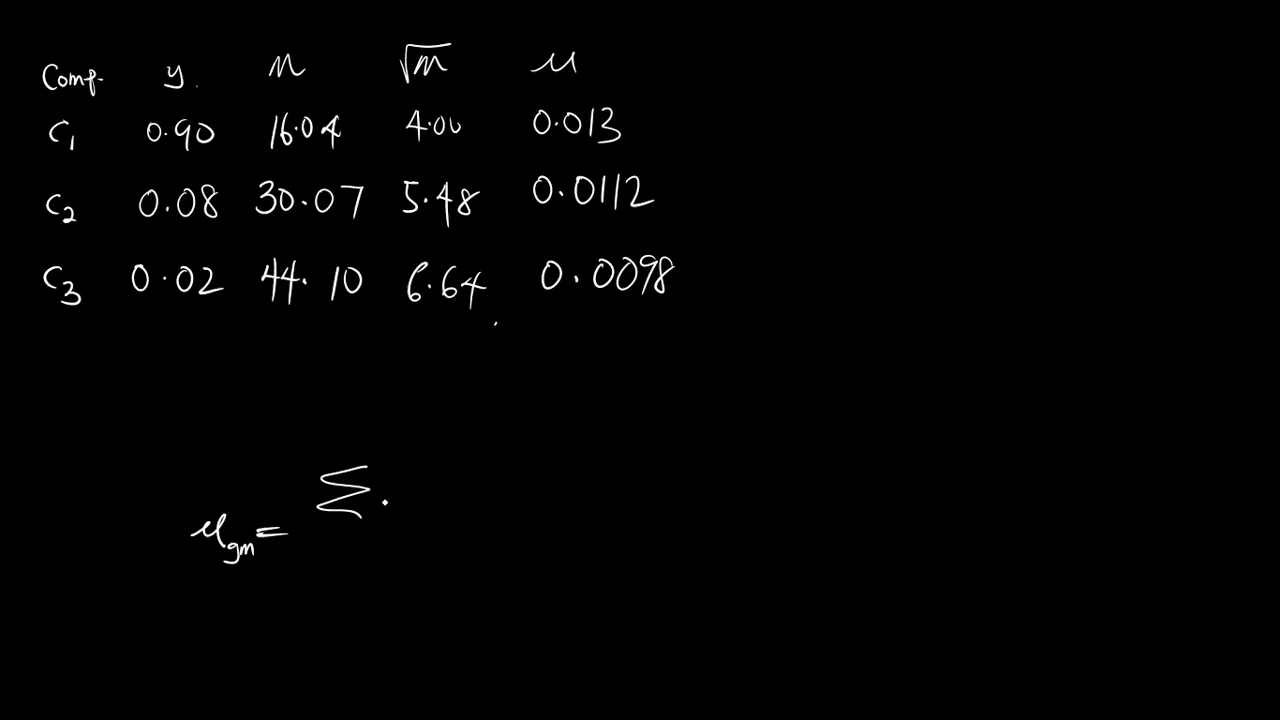 Comp. y M √M μ
C₁ 0.90 16.04 4.00 0.013
C₂ 0.08 30.07 5.48 0.0112
C₃ 0.02 44.10 6.64 0.0098
μgm = Σ